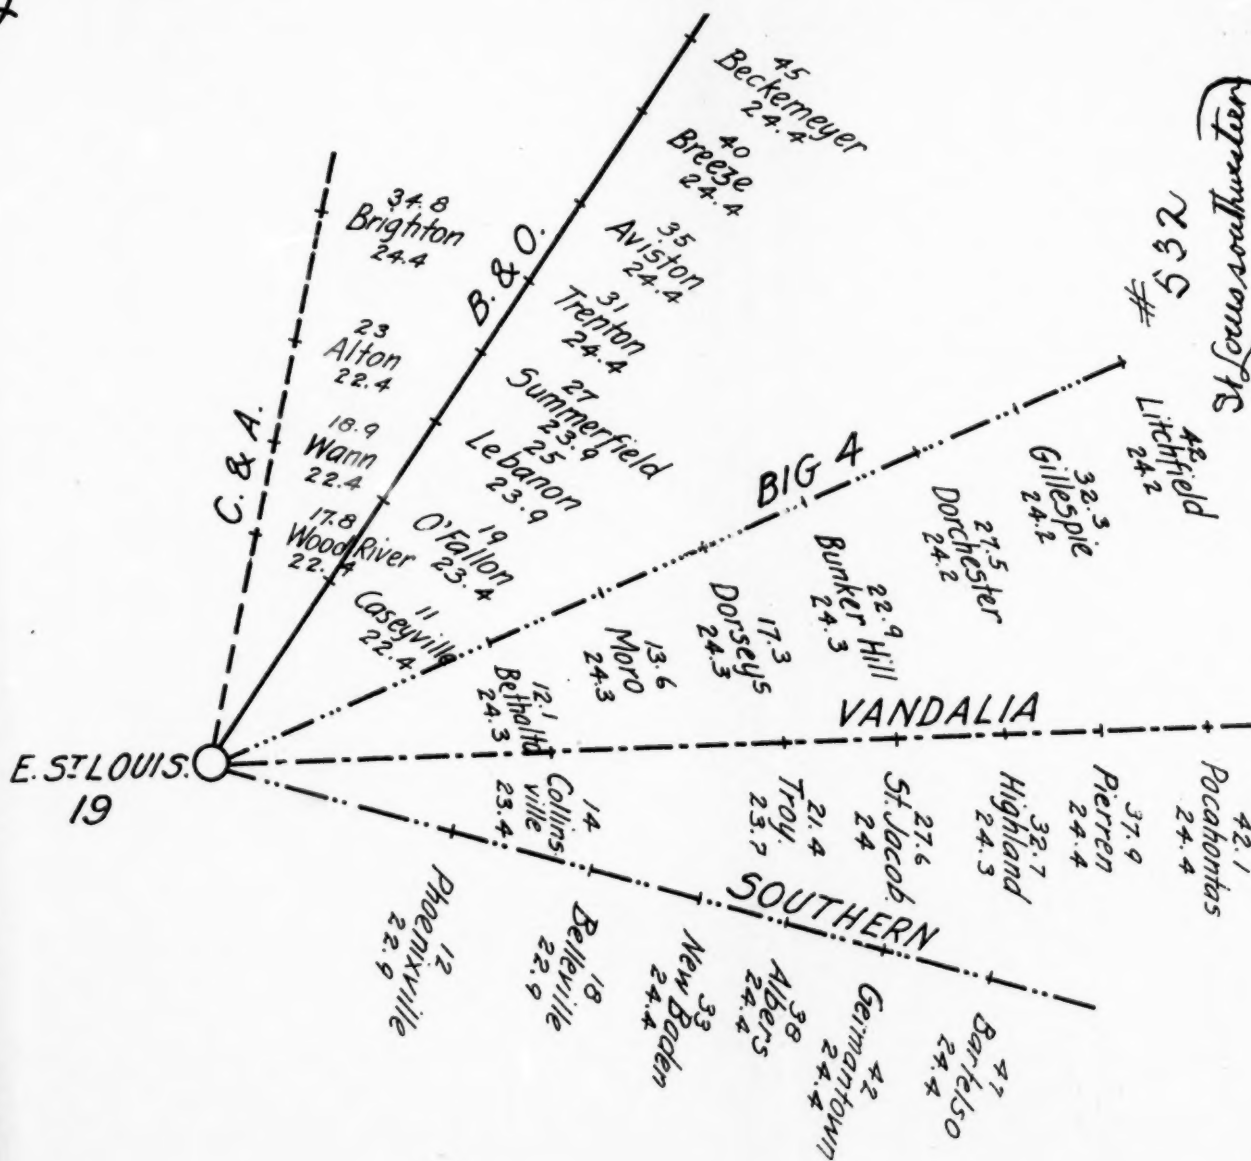 45
Beckemeyer
24.4
40
Breeze
24.4
35
Aviston
24.4
31
Trenton
24.4
27
Summerfield
23.9
25
Lebanon
23.9
19
O'Fallon
23.4
11
Caseyville
22.4
B. & O.
34.8
Brighton
24.4
23
Alton
22.4
18.9
Wann
22.4
17.8
Wood River
22.4
C. & A.
# 532
St Louis southwestern
BIG 4
42
Litchfield
24.2
32.3
Gillespie
24.2
27.5
Dorchester
24.2
22.9
Bunker Hill
24.3
17.3
Dorseys
24.3
13.6
Moro
24.3
12.1
Bethalto
24.3
E. ST LOUIS.
19
VANDALIA
14
Collins
ville
23.4
21.4
Troy.
23.2
27.6
St. Jacob.
24
32.7
Highland
24.3
37.9
Pierren
24.4
42.1
Pocahontas
24.4
SOUTHERN
12
Phoenixville
22.9
18
Belleville
22.9
33
New Baden
24.4
38
Albers
24.4
42
Germantown
24.4
47
Bartelso
24.4